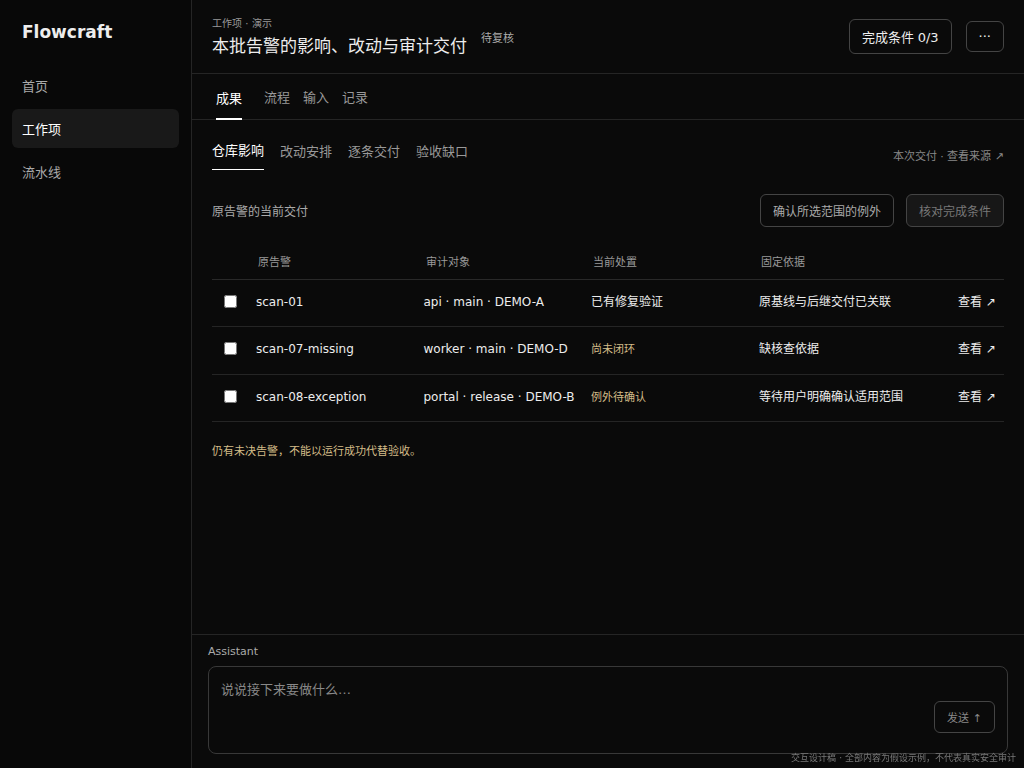 Flowcraft
首页
工作项
流水线
工作项 · 演示
本批告警的影响、改动与审计交付 待复核
完成条件 0/3 ···
成果 流程 输入 记录
仓库影响 改动安排 逐条交付 验收缺口
本次交付 · 查看来源 ↗
原告警的当前交付 确认所选范围的例外 核对完成条件
原告警 审计对象 当前处置 固定依据
scan-01 api · main · DEMO-A 已有修复验证 原基线与后继交付已关联 查看 ↗
scan-07-missing worker · main · DEMO-D 尚未闭环 缺核查依据 查看 ↗
scan-08-exception portal · release · DEMO-B 例外待确认 等待用户明确确认适用范围 查看 ↗
仍有未决告警，不能以运行成功代替验收。
Assistant
说说接下来要做什么…
发送 ↑
交互设计稿 · 全部内容为假设示例，不代表真实安全审计